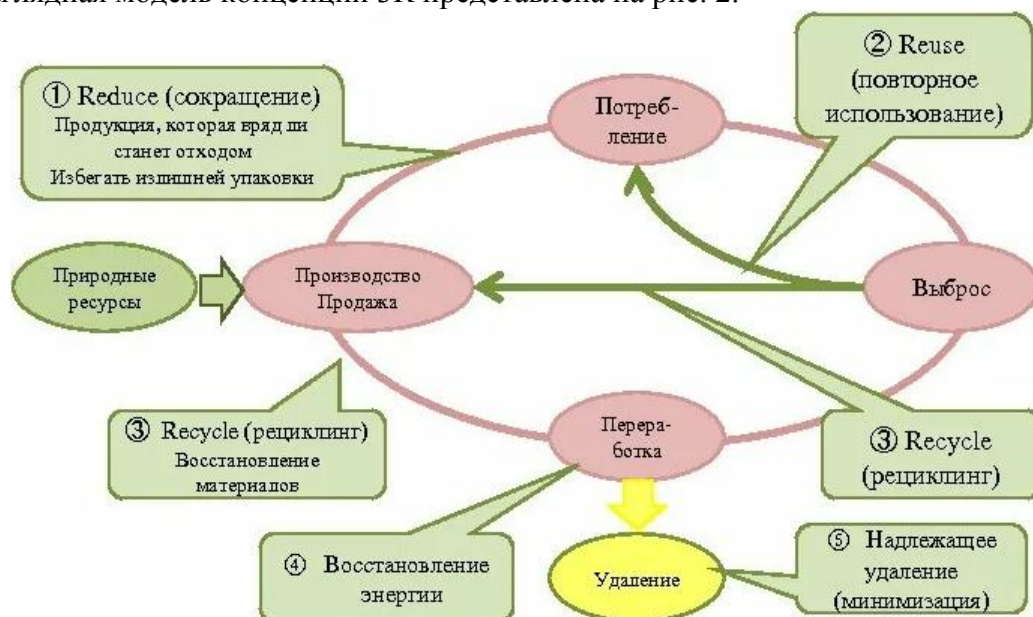 глядная модель концепции 3R представлена на рис. 2:
① Reduce (сокращение)
Продукция, которая вряд ли
станет отходом
Избегать излишней упаковки
Потреб-
ление
② Reuse
(повторное
использование)
Природные
ресурсы
Производство
Продажа
Выброс
③ Recycle (рециклинг)
Восстановление
материалов
Перера-
ботка
③ Recycle
(рециклинг)
④ Восстановление
энергии
Удаление
⑤ Надлежащее
удаление
(минимизация)